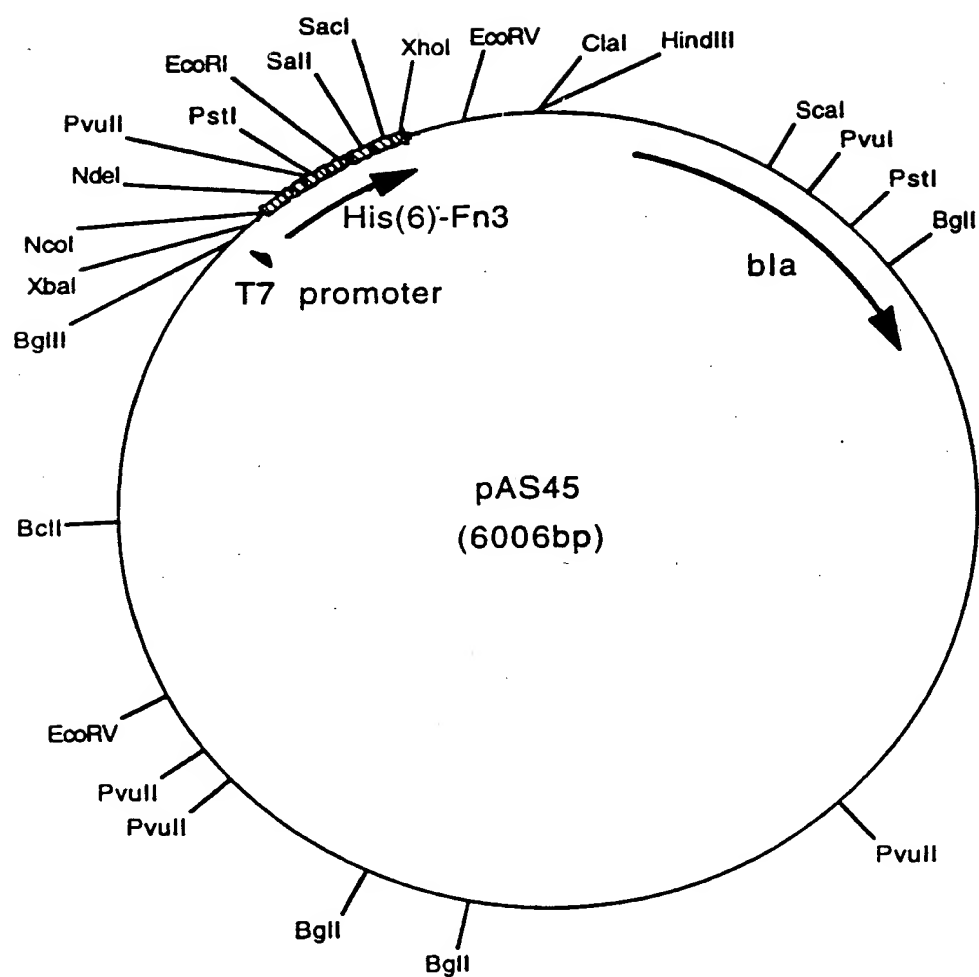 SacI
XhoI
EcoRV
ClaI
HindIII
SalI
EcoRI
PstI
PvuII
NdeI
NcoI
XbaI
BglII
ScaI
PvuI
PstI
BglI
His(6)-Fn3
T7 promoter
bla
pAS45
(6006bp)
BclI
EcoRV
PvuII
PvuII
BglI
BglI
PvuII